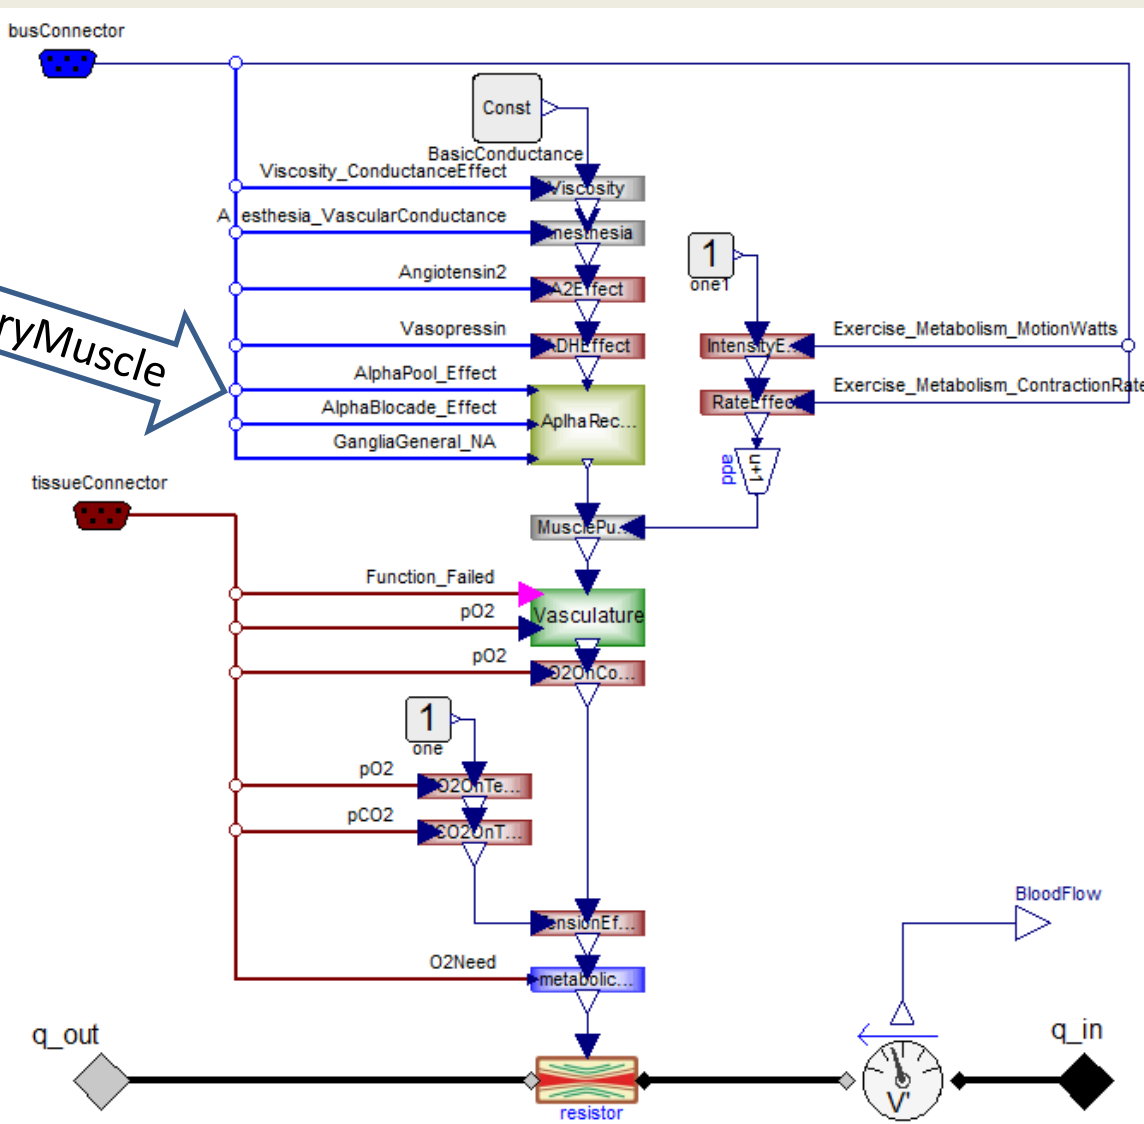 busConnector
Const
BasicConductance
Viscosity_ConductanceEffect
Viscosity
A esthesia_VascularConductance
nesthesia
1
one1
Angiotensin2
A2Effect
Vasopressin
DHEffect
IntensityE...
Exercise_Metabolism_MotionWatts
ryMuscle
AlphaPool_Effect
Exercise_Metabolism_ContractionRate
RateEffect
AlphaBlocade_Effect
AplhaRec...
GangliaGeneral_NA
add
u+1
tissueConnector
MusclePu...
Function_Failed
pO2
Vasculature
pO2
O2OnCo...
1
one
pO2
O2OnTe...
pCO2
CO2OnT...
BloodFlow
ensionEf...
O2Need
metabolic...
q_out
q_in
V'
resistor